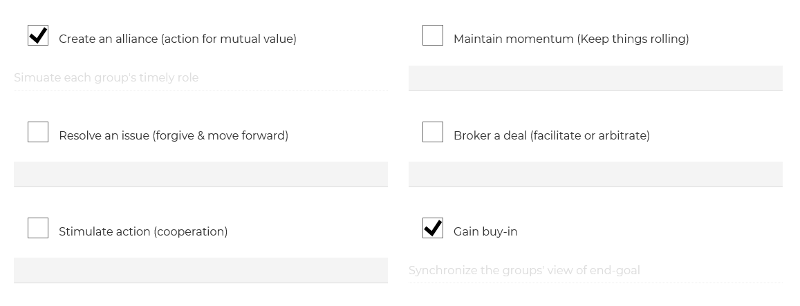 Create an alliance (action for mutual value)
Maintain momentum (Keep things rolling)
Simuate each group's timely role
Resolve an issue (forgive & move forward)
Broker a deal (facilitate or arbitrate)
Stimulate action (cooperation)
Gain buy-in
Synchronize the groups' view of end-goal